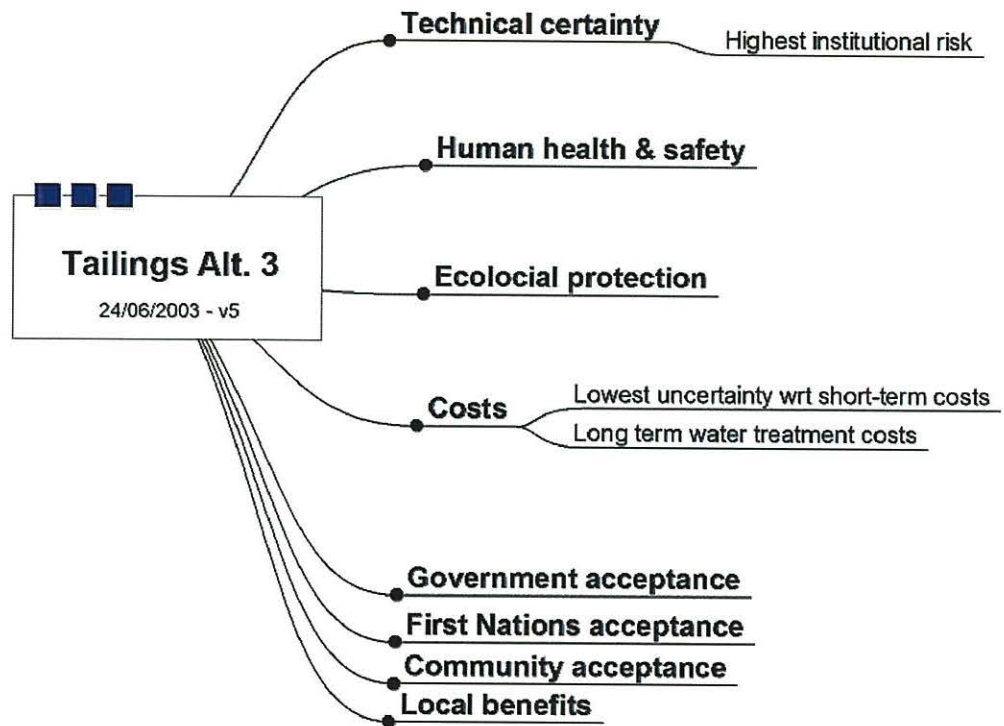 Technical certainty
Highest institutional risk
Human health & safety
Tailings Alt. 3
24/06/2003 - v5
Ecolocial protection
Costs
Lowest uncertainty wrt short-term costs
Long term water treatment costs
Government acceptance
First Nations acceptance
Community acceptance
Local benefits